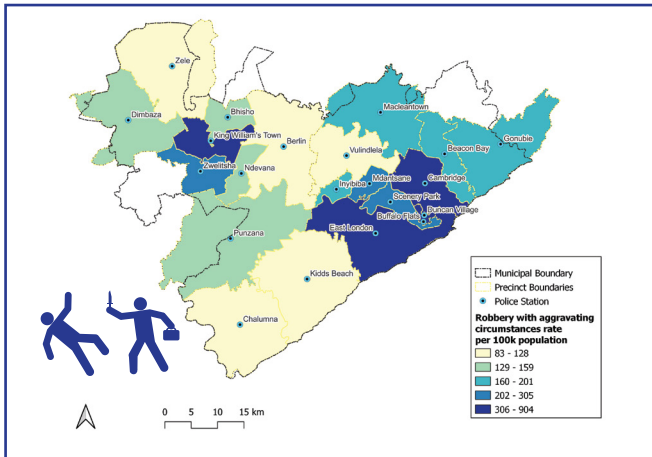 Zele
Dimbaza
Bhisho
King William's Town
Berlin
Zwelitsha
Ndevana
Macleantown
Gonubie
Vulindlela
Beacon Bay
Inyibiba
Mdantsane
Cambridge
Scenery Park
Duncan Village
Buffalo Flats
East London
Punzana
Kidds Beach
Chalumna
Municipal Boundary
Precinct Boundaries
Police Station
Robbery with aggravating
circumstances rate
per 100k population
83 - 128
129 - 159
160 - 201
202 - 305
306 - 904
0 5 10 15 km